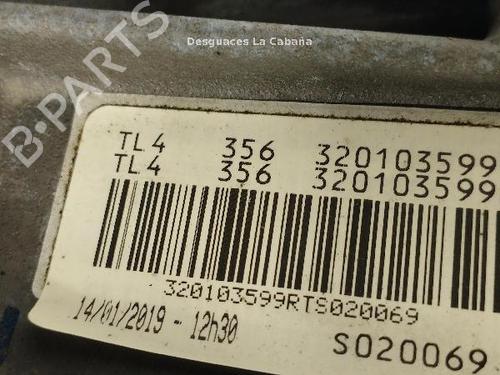 Desguaces La Cabaña
B-PARTS
TL4 356 320103599
TL4 356 320103599
320103599RTS020069
14/01/2019 - 12h30
S020069